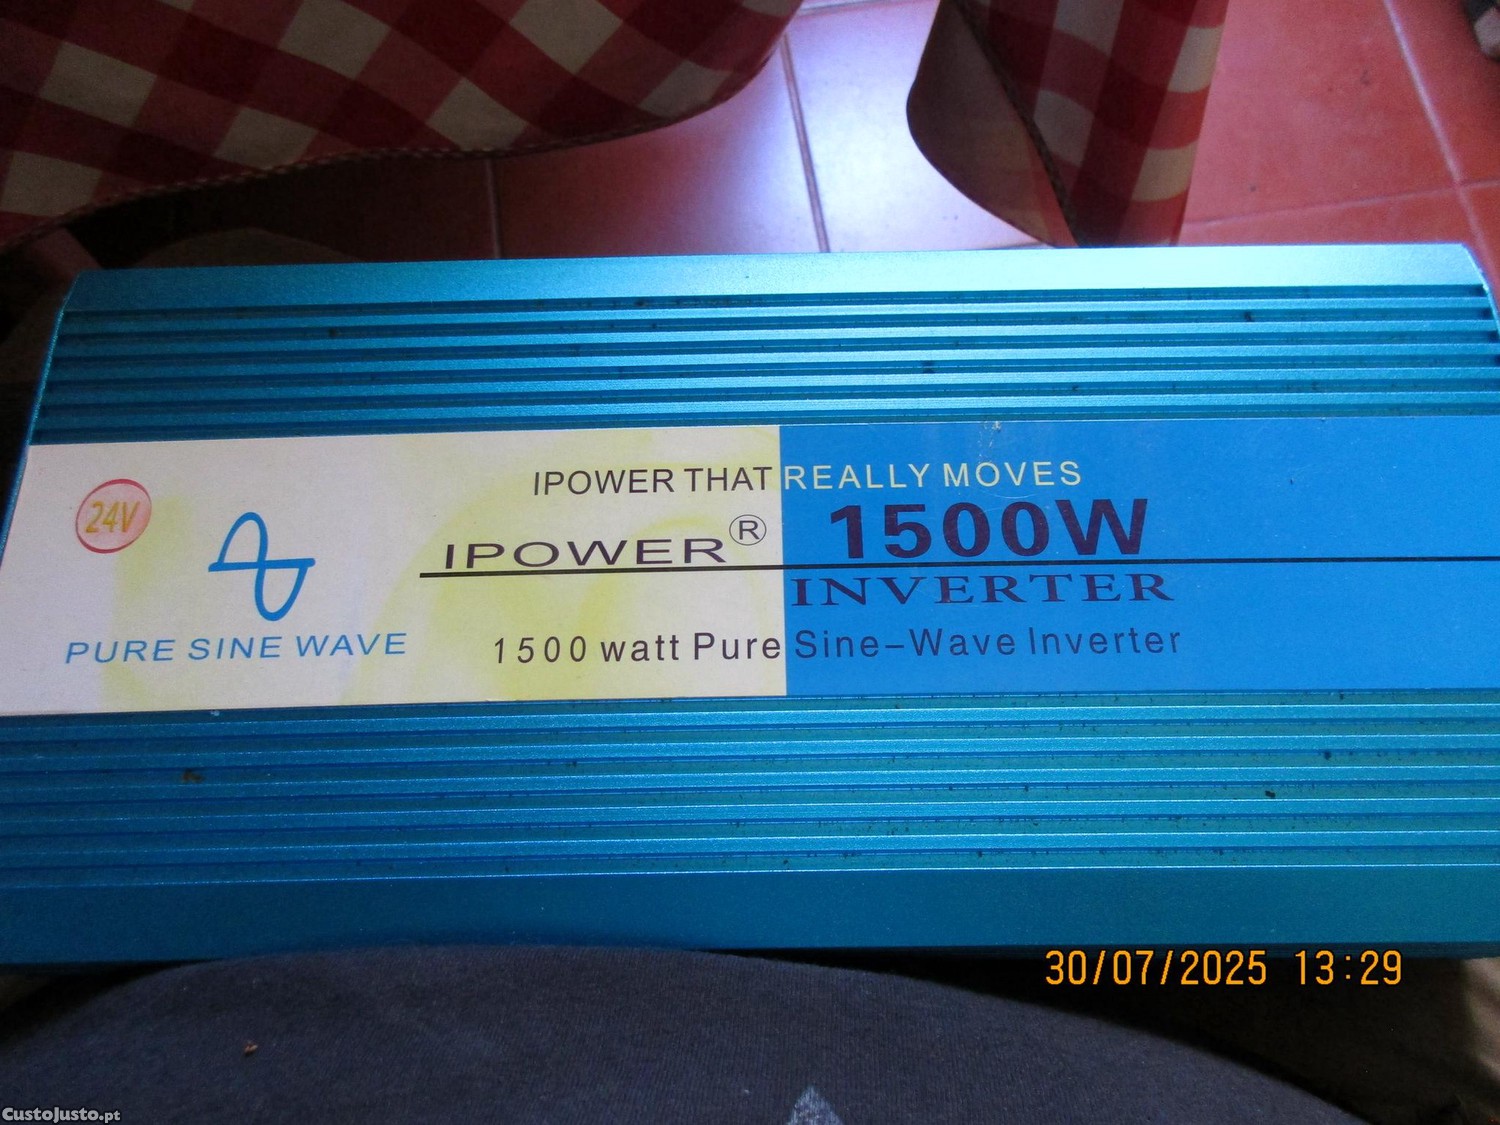 IPOWER THAT REALLY MOVES
24V
IPOWER® 1500W
INVERTER
PURE SINE WAVE
1500 watt Pure Sine-Wave Inverter
30/07/2025 13:29
CustoJusto.pt